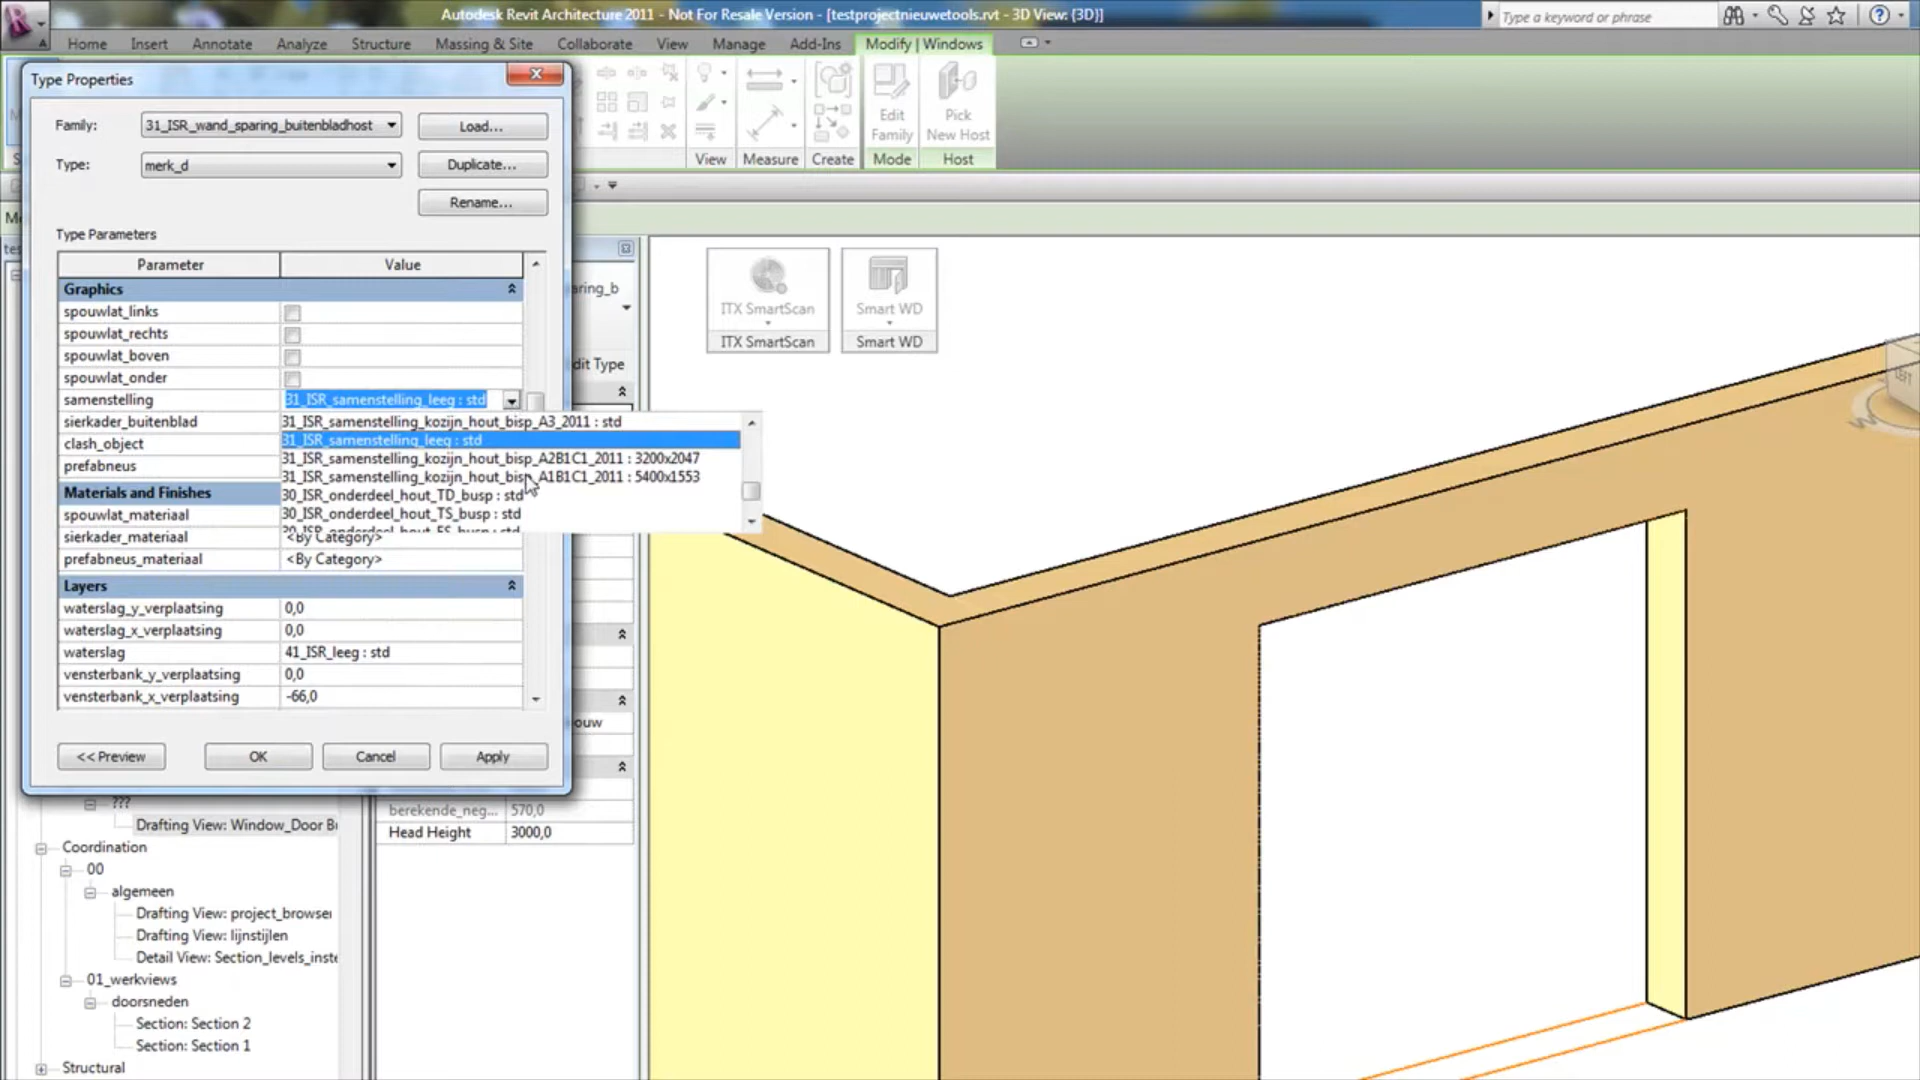 Autodesk Revit Architecture 2011 - Not For Resale Version - [testprojectnieuwetools.rvt - 3D View: {3D}]
Type a keyword or phrase
Home Insert Annotate Analyze Structure Massing & Site Collaborate View Manage Add-Ins Modify | Windows
Type Properties
Family: 31_ISR_wand_sparing_buitenbladhost Load...
Type: merk_d Duplicate...
Rename...
Edit Family
Pick New Host
View Measure Create Mode Host
Type Parameters
Parameter Value
Graphics
spouwlat_links
spouwlat_rechts
spouwlat_boven
spouwlat_onder
samenstelling 31_ISR_samenstelling_leeg : std
sierkader_buitenblad
clash_object
prefabneus
31_ISR_samenstelling_kozijn_hout_bisp_A3_2011 : std
31_ISR_samenstelling_leeg : std
31_ISR_samenstelling_kozijn_hout_bisp_A2B1C1_2011 : 3200x2047
31_ISR_samenstelling_kozijn_hout_bisp_A1B1C1_2011 : 5400x1553
30_ISR_onderdeel_hout_TD_busp : std
30_ISR_onderdeel_hout_TS_busp : std
Materials and Finishes
spouwlat_materiaal
sierkader_materiaal <By Category>
prefabneus_materiaal <By Category>
Layers
waterslag_y_verplaatsing 0,0
waterslag_x_verplaatsing 0,0
waterslag 41_ISR_leeg : std
vensterbank_y_verplaatsing 0,0
vensterbank_x_verplaatsing -66,0
<< Preview OK Cancel Apply
aring_b
dit Type
ouw
ITX SmartScan
ITX SmartScan
Smart WD
Smart WD
LEFT
berekende_neg... 570,0
Head Height 3000,0
???
Drafting View: Window_Door B
Coordination
00
algemeen
Drafting View: project_browser
Drafting View: lijnstijlen
Detail View: Section_levels_inste
01_werkviews
doorsneden
Section: Section 2
Section: Section 1
Structural